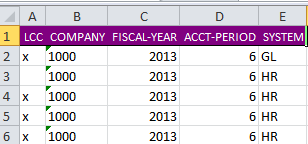 A B C D E
1 LCC COMPANY FISCAL-YEAR ACCT-PERIOD SYSTEM
2 x 1000 2013 6 GL
3 1000 2013 6 HR
4 x 1000 2013 6 HR
5 x 1000 2013 6 HR
6 x 1000 2013 6 HR